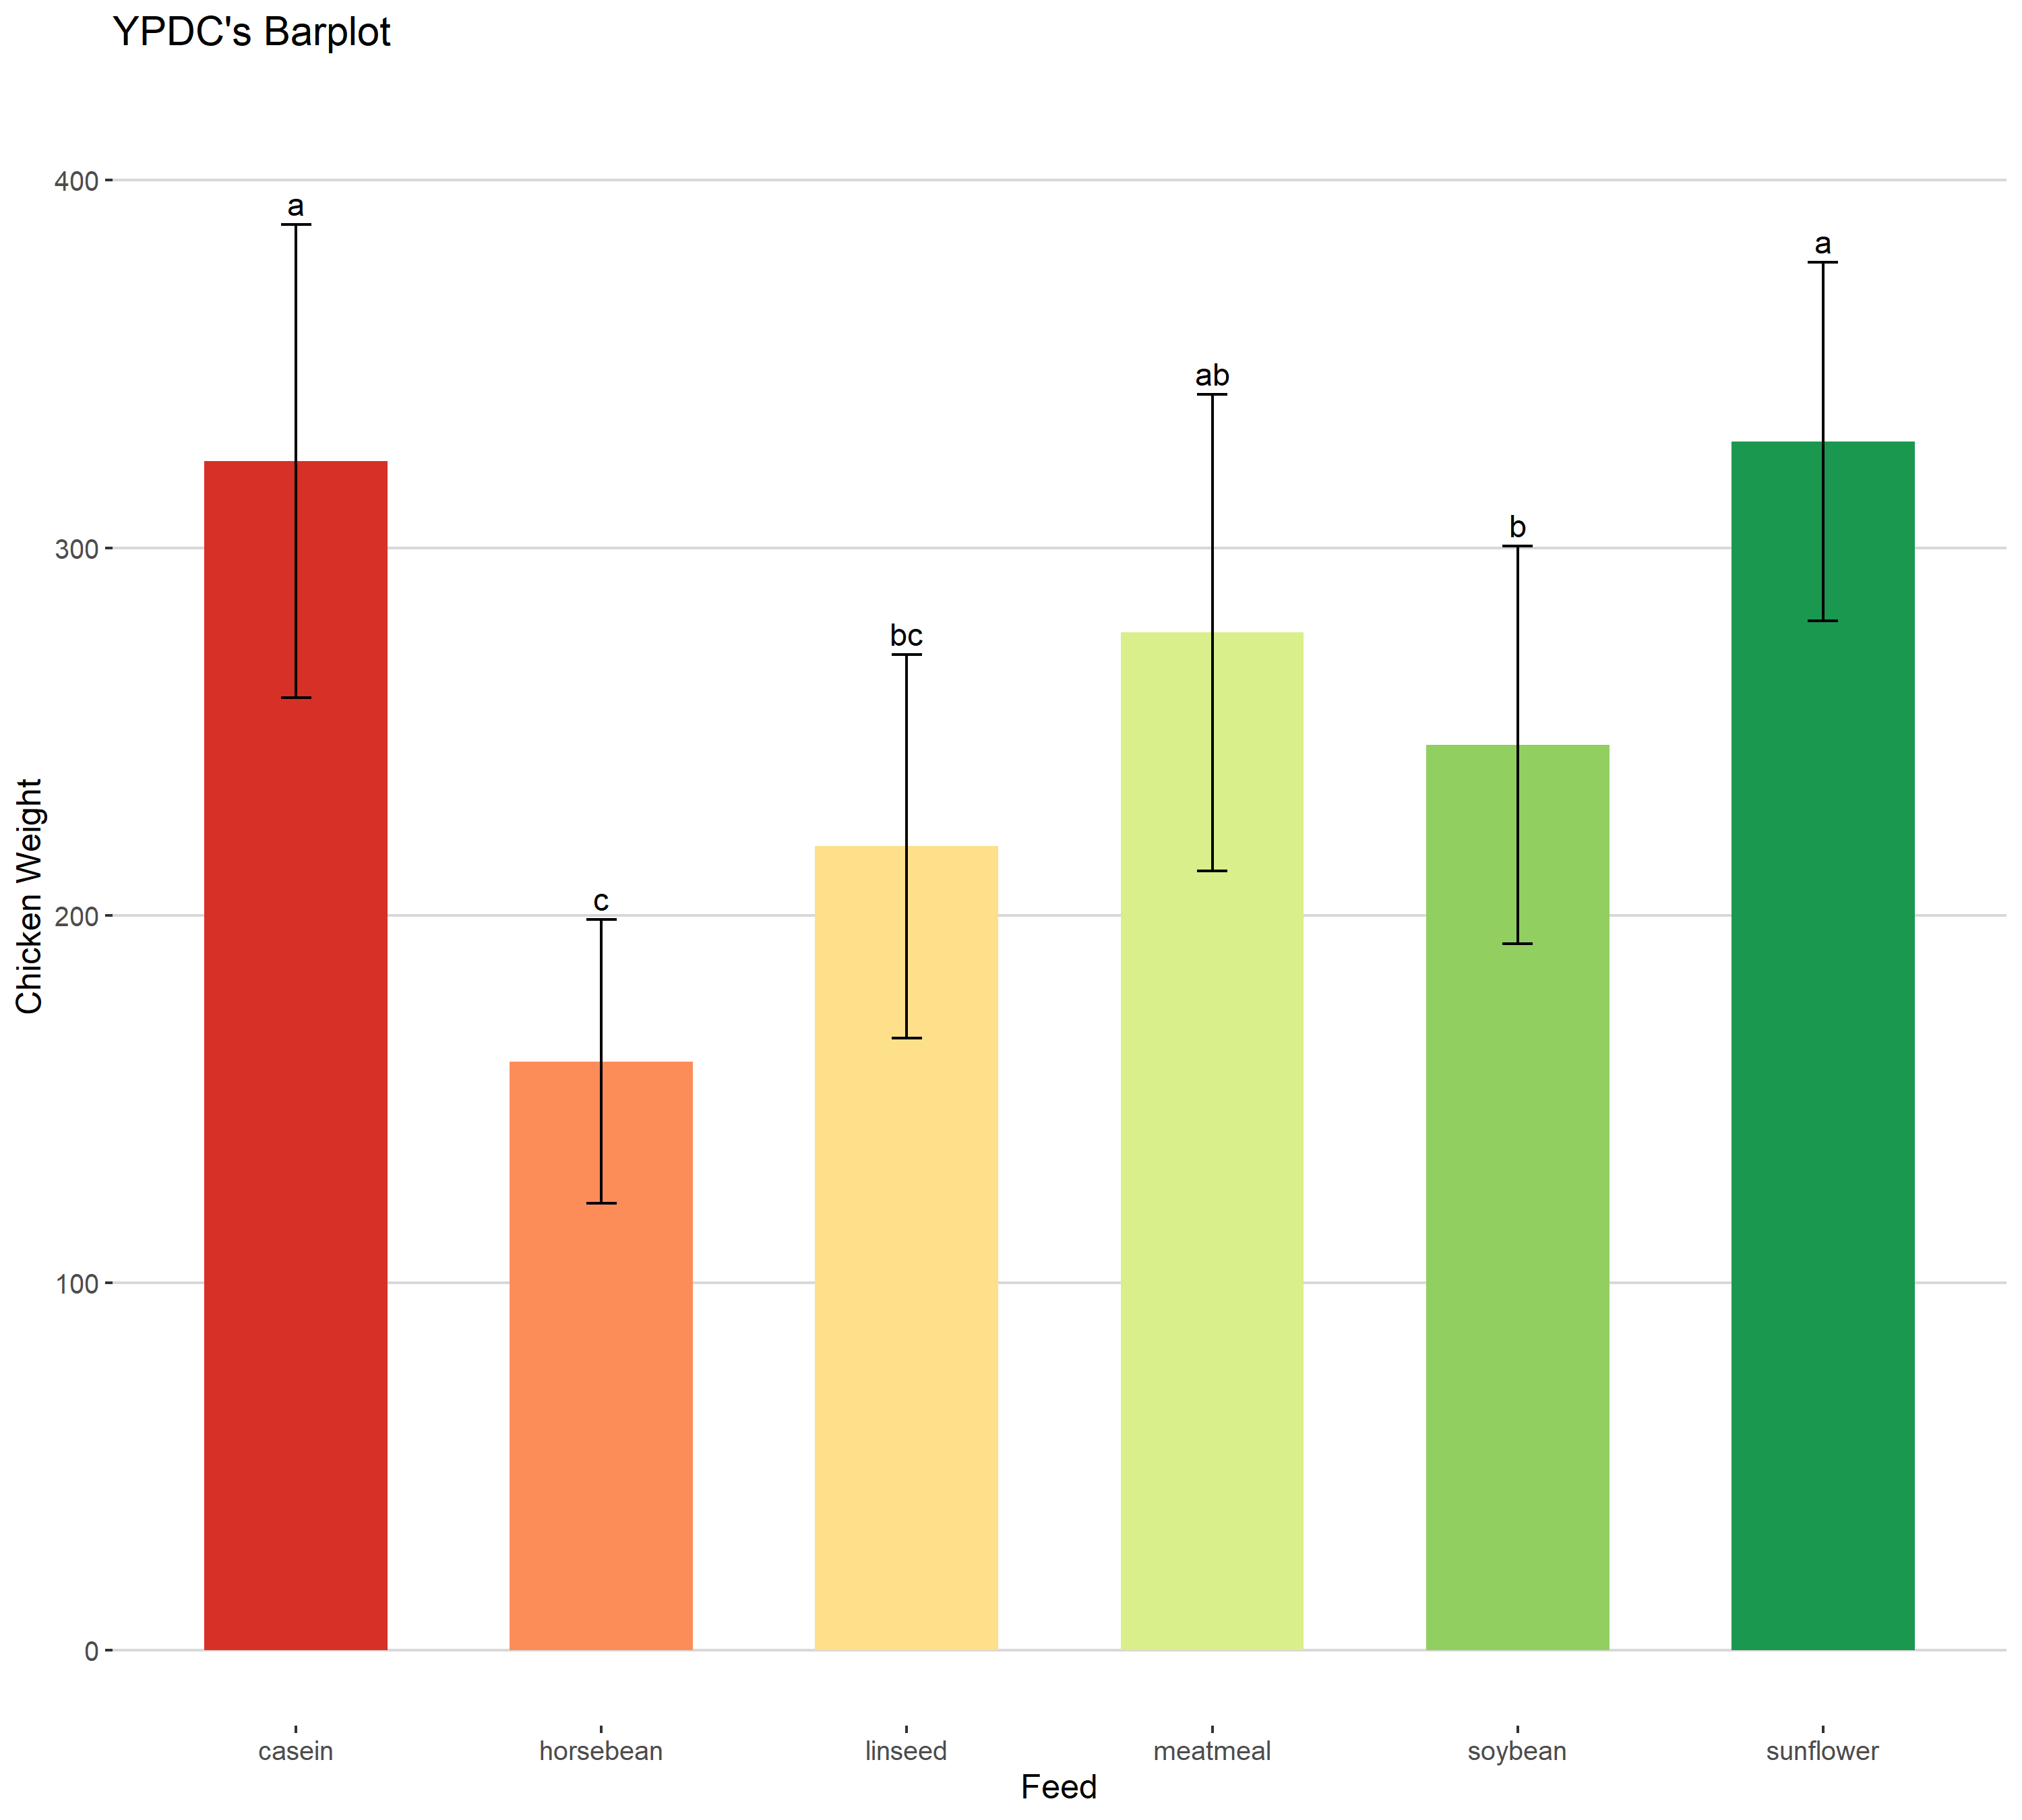 YPDC's Barplot
400
a
a
ab
300
b
bc
Chicken Weight
200
c
100
0
casein
horsebean
linseed
meatmeal
soybean
sunflower
Feed